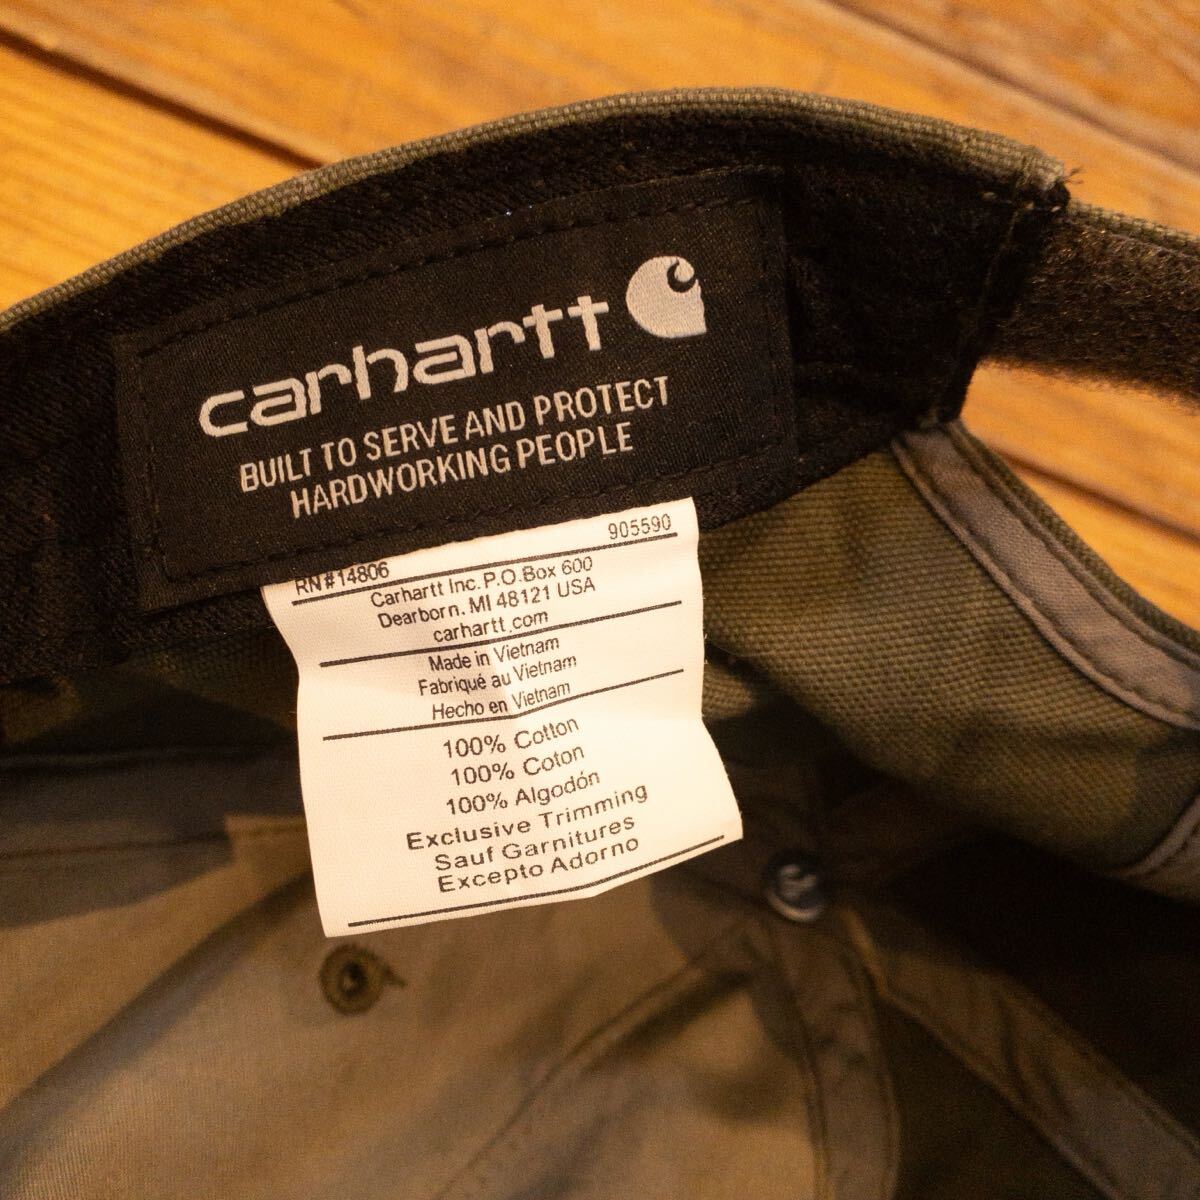 carhartt
BUILT TO SERVE AND PROTECT
HARDWORKING PEOPLE
905590
RN#14806
Carhartt Inc. P.O.Box 600
Dearborn, MI 48121 USA
carhartt.com
Made in Vietnam
Fabriqué au Vietnam
Hecho en Vietnam
100% Cotton
100% Coton
100% Algodón
Exclusive Trimming
Sauf Garnitures
Excepto Adorno